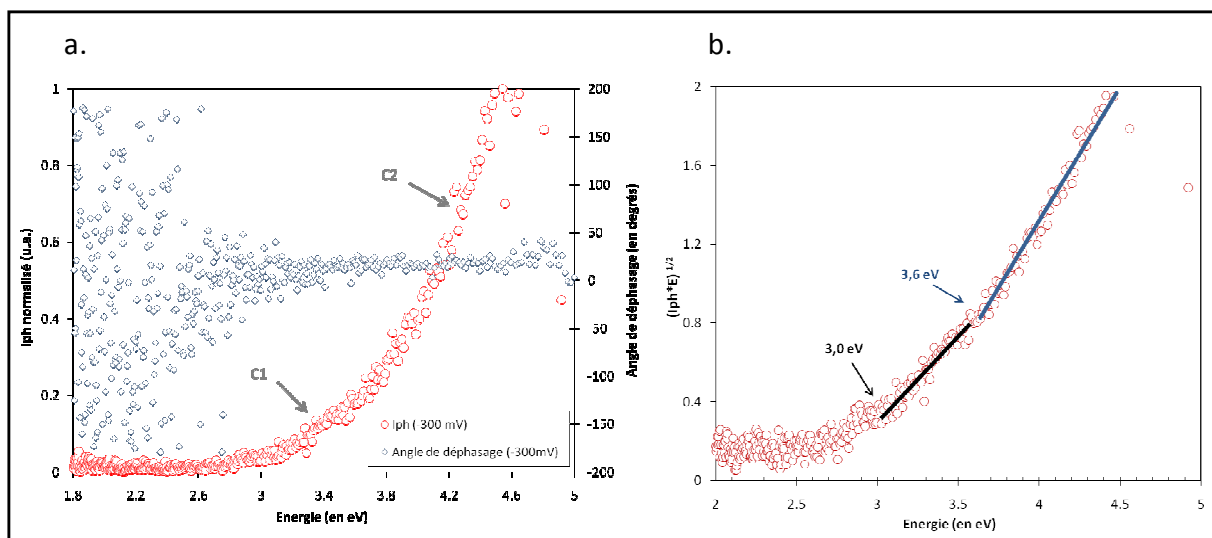 a.
1
0.8
0.6
0.4
0.2
0
Iph normalisé (u.a.)
200
150
100
50
0
-50
-100
-150
-200
Angle de déphasage (en degrés)
C2
C1
Iph (-300 mV)
Angle de déphasage (-300mV)
1.8 2.2 2.6 3 3.4 3.8 4.2 4.6 5
Energie (en eV)
b.
2
1.6
1.2
0.8
0.4
0
(Iph*E) 1/2
3,6 eV
3,0 eV
2 2.5 3 3.5 4 4.5 5
Energie (en eV)